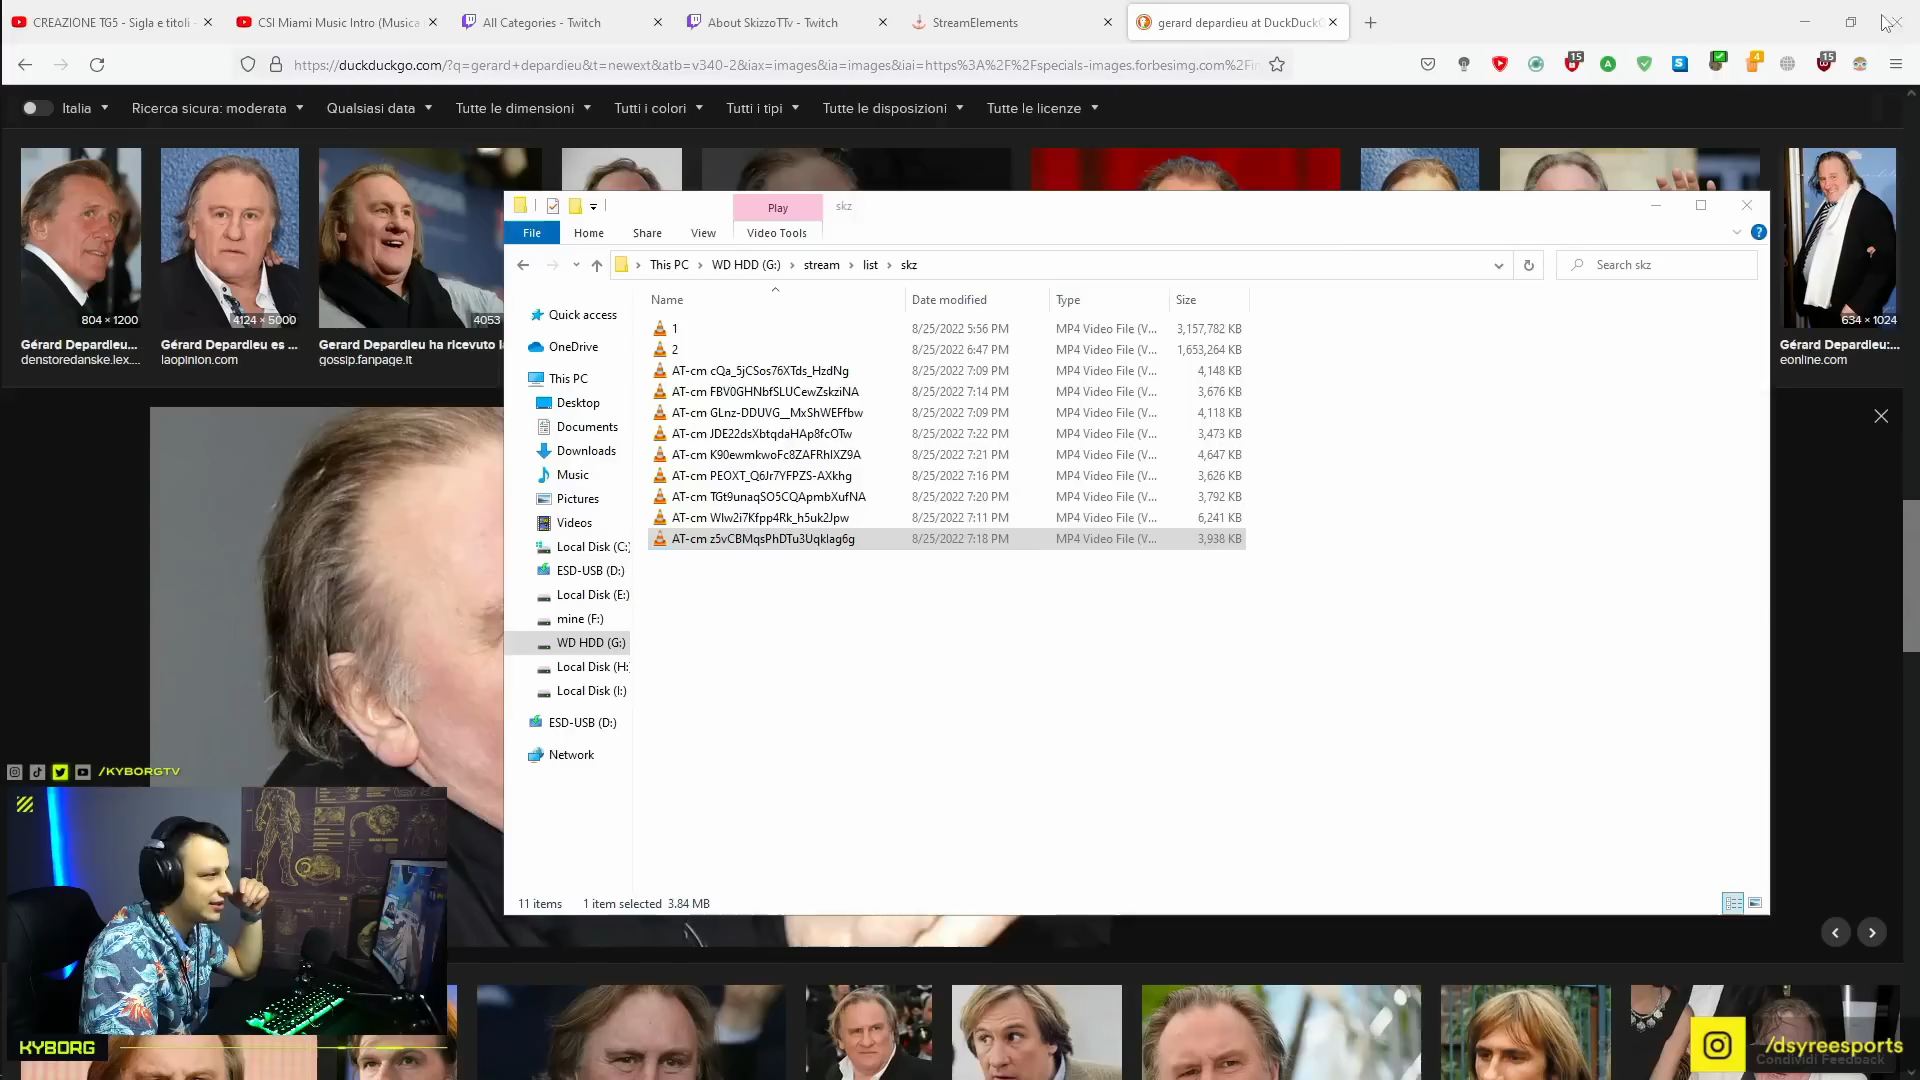 CREAZIONE TG5 - Sigla e titoli -
CSI Miami Music Intro (Musica
All Categories - Twitch
About SkizzoTTv - Twitch
StreamElements
gerard depardieu at DuckDuckG
https://duckduckgo.com/?q=gerard+depardieu&t=newext&atb=v340-2&iax=images&ia=images&iai=https%3A%2F%2Fspecials-images.forbesimg.com%2Fim
15
4
15
Italia
Ricerca sicura: moderata
Qualsiasi data
Tutte le dimensioni
Tutti i colori
Tutti i tipi
Tutte le disposizioni
Tutte le licenze
804 × 1200
4124 × 5000
4053
634 × 1024
Gérard Depardieu...
denstoredanske.lex....
Gérard Depardieu es ...
laopinion.com
Gerard Depardieu ha ricevuto l
gossip.fanpage.it
Gérard Depardieu:...
eonline.com
Play
skz
File
Home
Share
View
Video Tools
This PC
WD HDD (G:)
stream
list
skz
Search skz
Name
Date modified
Type
Size
1 8/25/2022 5:56 PM MP4 Video File (V... 3,157,782 KB
2 8/25/2022 6:47 PM MP4 Video File (V... 1,653,264 KB
AT-cm cQa_5jCSos76XTds_HzdNg 8/25/2022 7:09 PM MP4 Video File (V... 4,148 KB
AT-cm FBV0GHNbfSLUCewZskziNA 8/25/2022 7:14 PM MP4 Video File (V... 3,676 KB
AT-cm GLnz-DDUVG__MxShWEFfbw 8/25/2022 7:09 PM MP4 Video File (V... 4,118 KB
AT-cm JDE22dsXbtqdaHAp8fcOTw 8/25/2022 7:22 PM MP4 Video File (V... 3,473 KB
AT-cm K90ewmkwoFc8ZAFRhIXZ9A 8/25/2022 7:21 PM MP4 Video File (V... 4,647 KB
AT-cm PEOXT_Q6Jr7YFPZS-AXkhg 8/25/2022 7:16 PM MP4 Video File (V... 3,626 KB
AT-cm TGt9unaqSO5CQApmbXufNA 8/25/2022 7:20 PM MP4 Video File (V... 3,792 KB
AT-cm Wlw2i7Kfpp4Rk_h5uk2Jpw 8/25/2022 7:11 PM MP4 Video File (V... 6,241 KB
AT-cm z5vCBMqsPhDTu3Uqklag6g 8/25/2022 7:18 PM MP4 Video File (V... 3,938 KB
Quick access
OneDrive
This PC
Desktop
Documents
Downloads
Music
Pictures
Videos
Local Disk (C:)
ESD-USB (D:)
Local Disk (E:)
mine (F:)
WD HDD (G:)
Local Disk (H:
Local Disk (I:)
ESD-USB (D:)
Network
11 items
1 item selected 3.84 MB
/KYBORGTV
KYBORG
/dsyreesports
Condividi Feedback